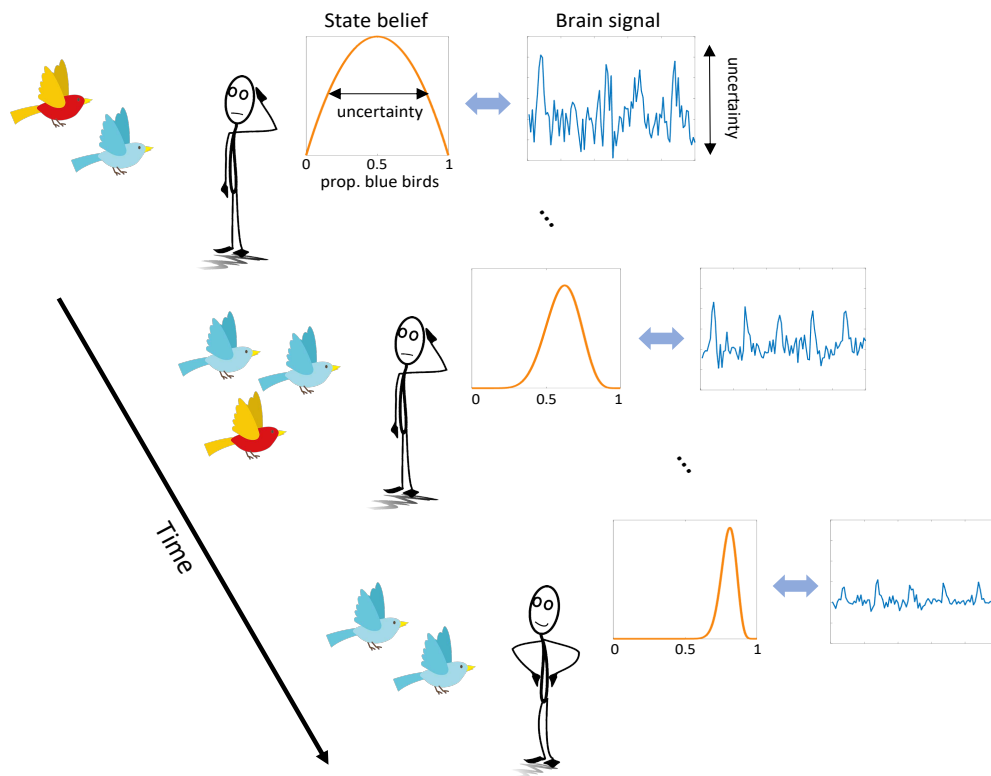 State belief
Brain signal
uncertainty
uncertainty
0
0.5
1
prop. blue birds
...
0
0.5
1
...
Time
0
0.5
1